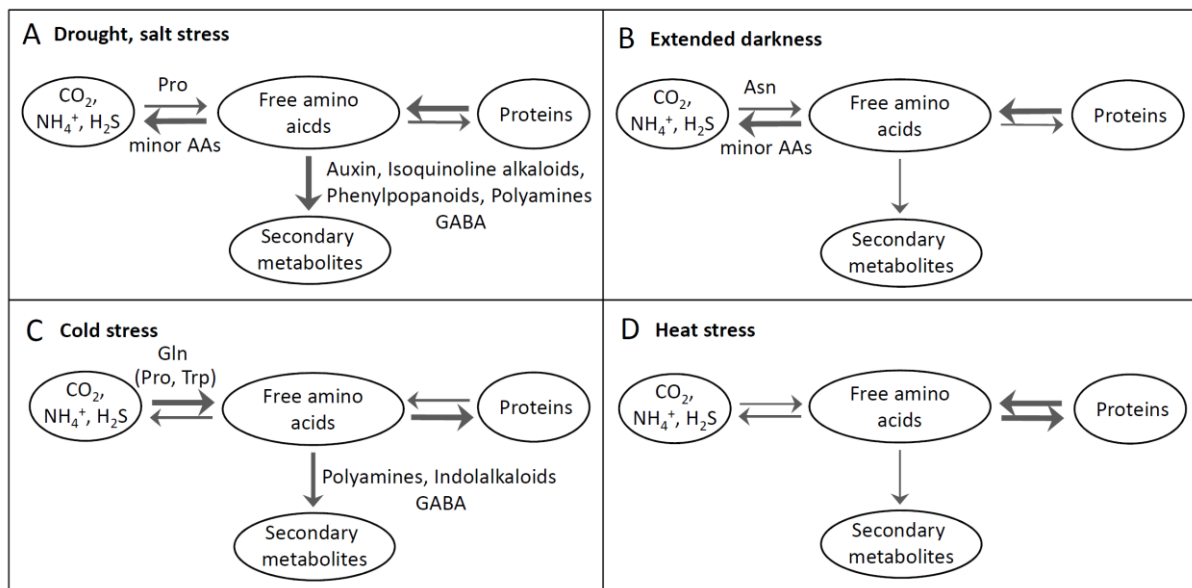 A Drought, salt stress
Pro
CO₂,
NH₄⁺, H₂S
minor AAs
Free amino
aicds
Proteins
Auxin, Isoquinoline alkaloids,
Phenylpopanoids, Polyamines
GABA
Secondary
metabolites
B Extended darkness
Asn
CO₂,
NH₄⁺, H₂S
minor AAs
Free amino
acids
Proteins
Secondary
metabolites
C Cold stress
Gln
(Pro, Trp)
CO₂,
NH₄⁺, H₂S
Free amino
acids
Proteins
Polyamines, Indolalkaloids
GABA
Secondary
metabolites
D Heat stress
CO₂,
NH₄⁺, H₂S
Free amino
acids
Proteins
Secondary
metabolites